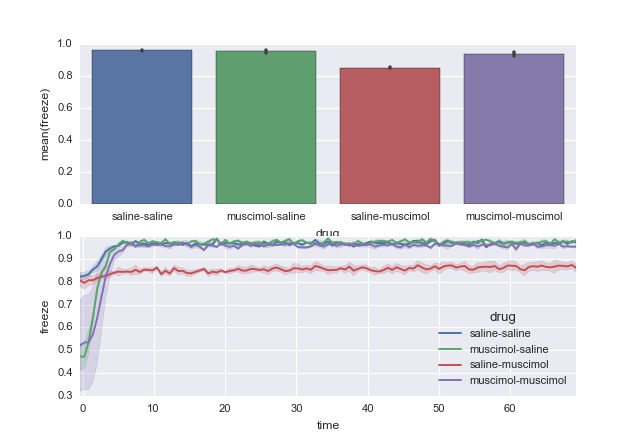 1.0
0.8
0.6
0.4
0.2
0.0
mean(freeze)
saline-saline muscimol-saline saline-muscimol muscimol-muscimol
drug
1.0
0.9
0.8
0.7
0.6
0.5
0.4
0.3
freeze
drug
saline-saline
muscimol-saline
saline-muscimol
muscimol-muscimol
0 10 20 30 40 50 60
time